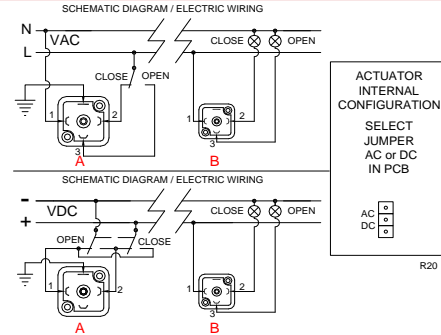 SCHEMATIC DIAGRAM / ELECTRIC WIRING
N
VAC
L
CLOSE
OPEN
CLOSE OPEN
1
2
3
A
1
2
3
B
SCHEMATIC DIAGRAM / ELECTRIC WIRING
-
VDC
+
OPEN
CLOSE
CLOSE
OPEN
1
2
A
1
2
3
B
ACTUATOR
INTERNAL
CONFIGURATION
SELECT
JUMPER
AC or DC
IN PCB
AC
DC
R20